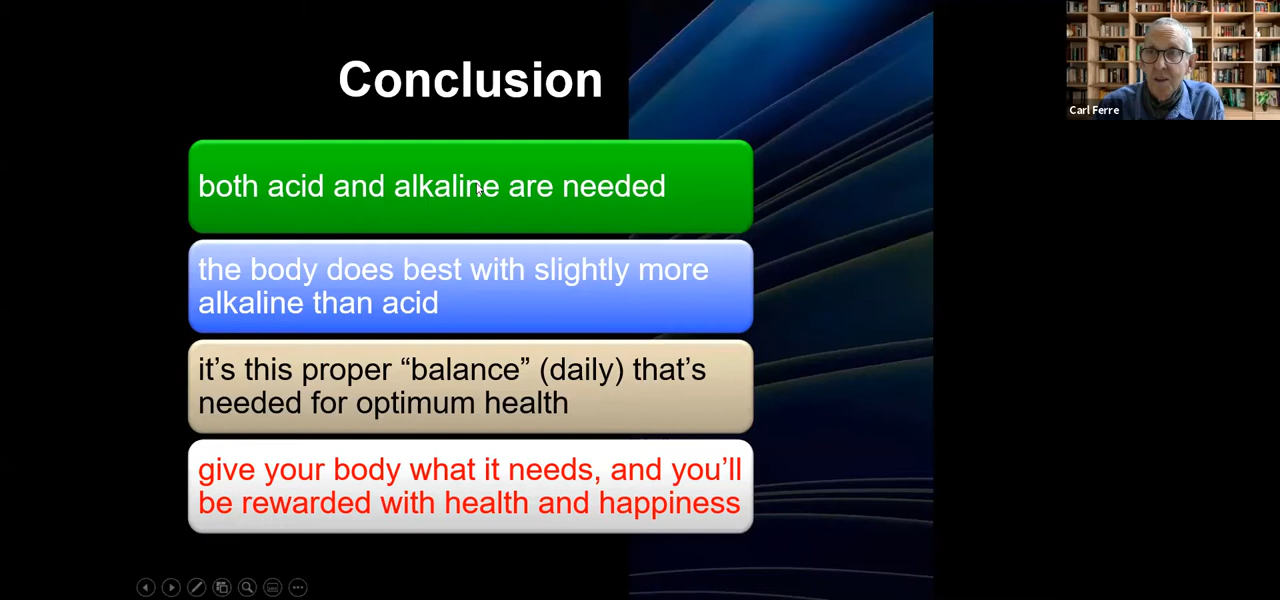 Conclusion
both acid and alkaline are needed
the body does best with slightly more
alkaline than acid
it’s this proper “balance” (daily) that’s
needed for optimum health
give your body what it needs, and you’ll
be rewarded with health and happiness
Carl Ferre